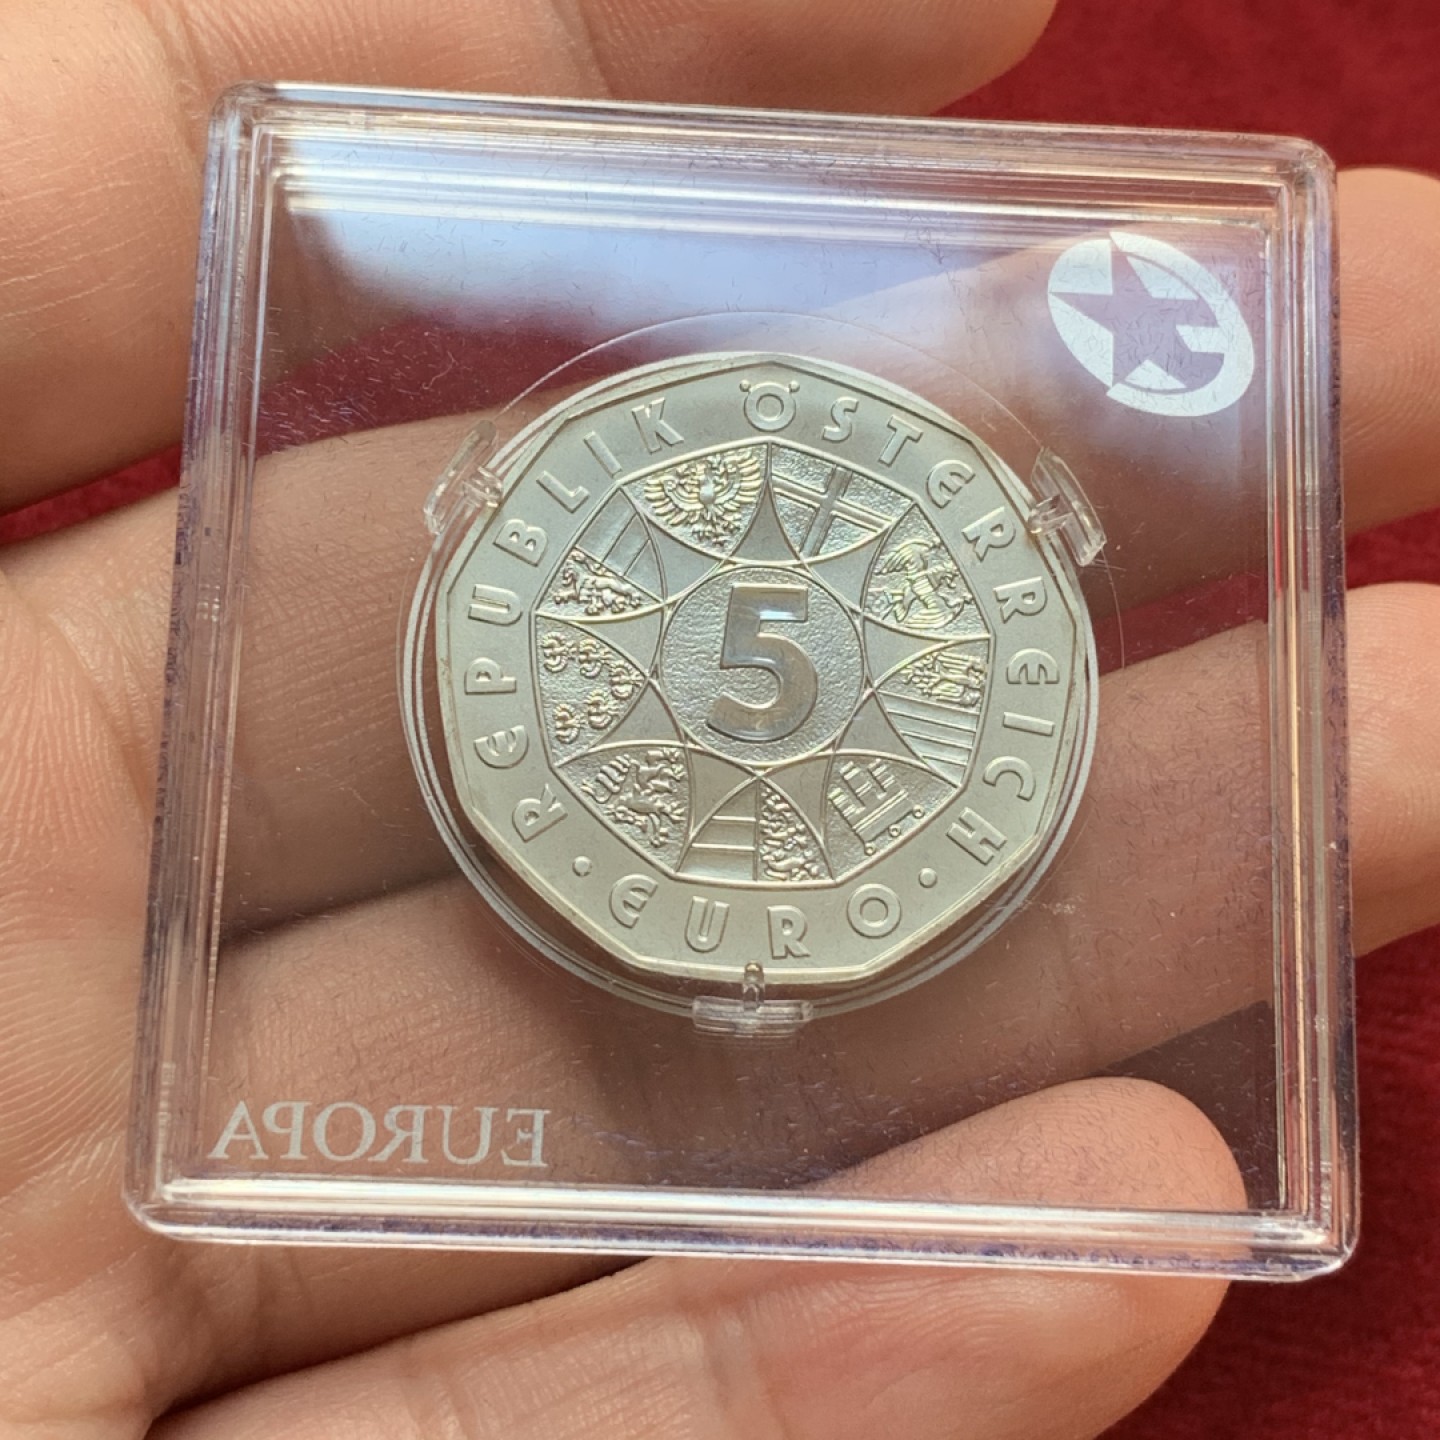 REPUBLIK ÖSTERREICH
5
· EURO ·
EUROPA